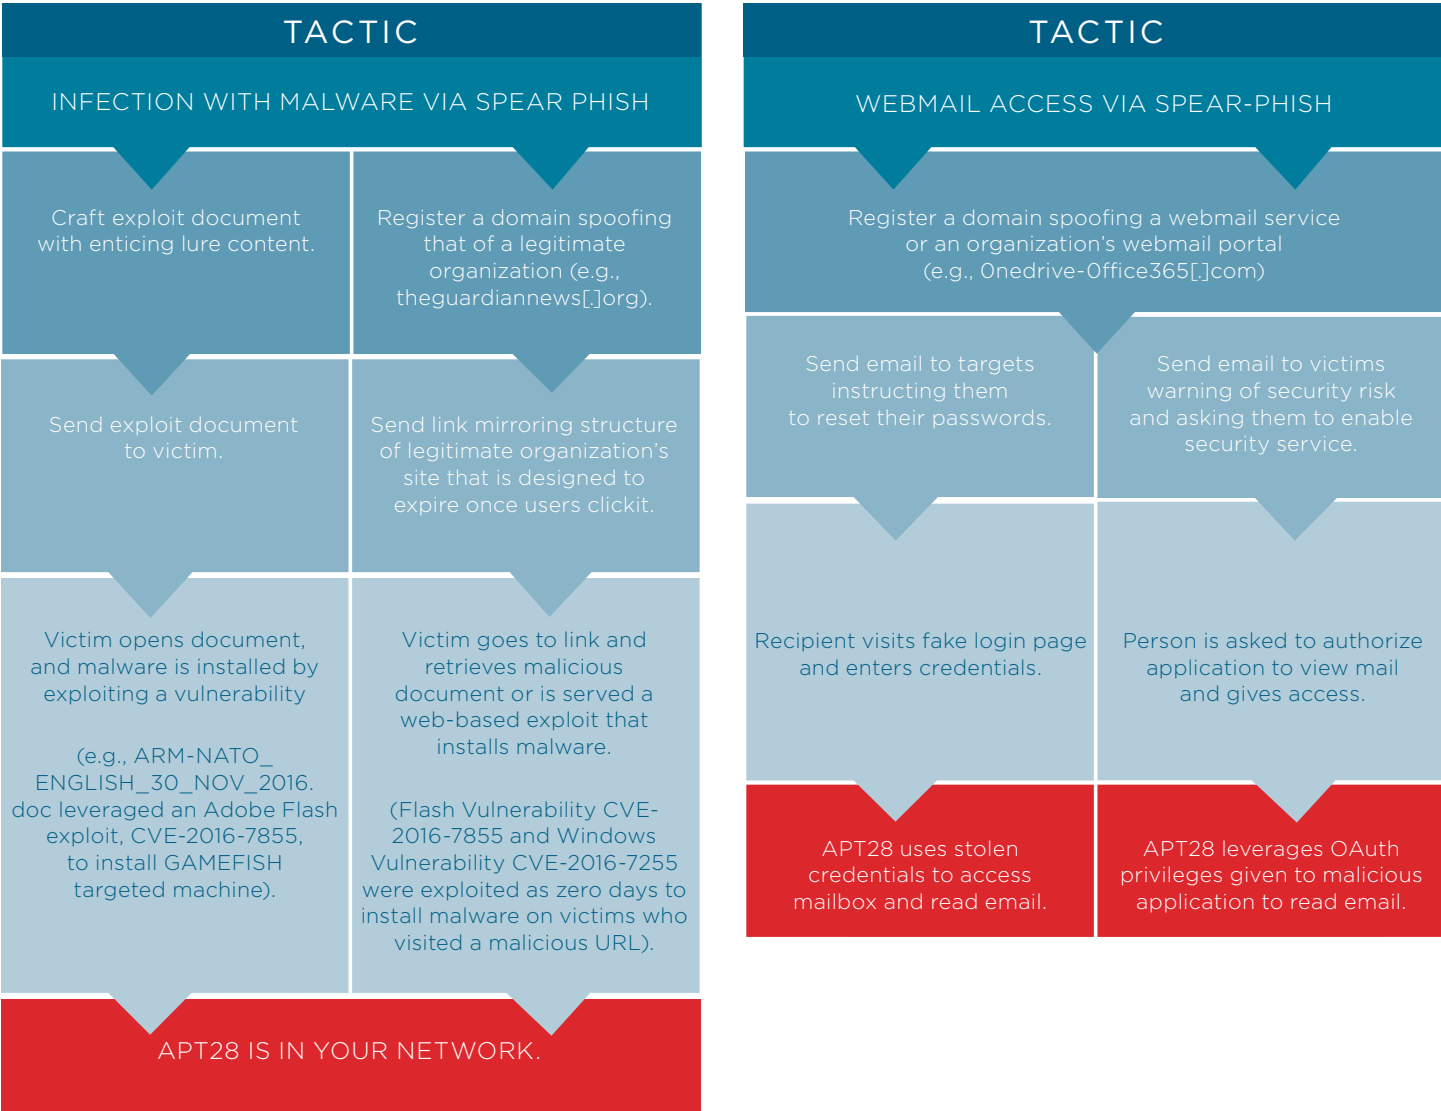 TACTIC
INFECTION WITH MALWARE VIA SPEAR PHISH
Craft exploit document
with enticing lure content.
Send exploit document
to victim.
Victim opens document,
and malware is installed by
exploiting a vulnerability
(e.g., ARM-NATO_
ENGLISH_30_NOV_2016.
doc leveraged an Adobe Flash
exploit, CVE-2016-7855,
to install GAMEFISH
targeted machine).
Register a domain spoofing
that of a legitimate
organization (e.g.,
theguardiannews[.]org).
Send link mirroring structure
of legitimate organization’s
site that is designed to
expire once users clickit.
Victim goes to link and
retrieves malicious
document or is served a
web-based exploit that
installs malware.
(Flash Vulnerability CVE-
2016-7855 and Windows
Vulnerability CVE-2016-7255
were exploited as zero days to
install malware on victims who
visited a malicious URL).
APT28 IS IN YOUR NETWORK.
TACTIC
WEBMAIL ACCESS VIA SPEAR-PHISH
Register a domain spoofing a webmail service
or an organization’s webmail portal
(e.g., 0nedrive-0ffice365[.]com)
Send email to targets
instructing them
to reset their passwords.
Recipient visits fake login page
and enters credentials.
APT28 uses stolen
credentials to access
mailbox and read email.
Send email to victims
warning of security risk
and asking them to enable
security service.
Person is asked to authorize
application to view mail
and gives access.
APT28 leverages OAuth
privileges given to malicious
application to read email.